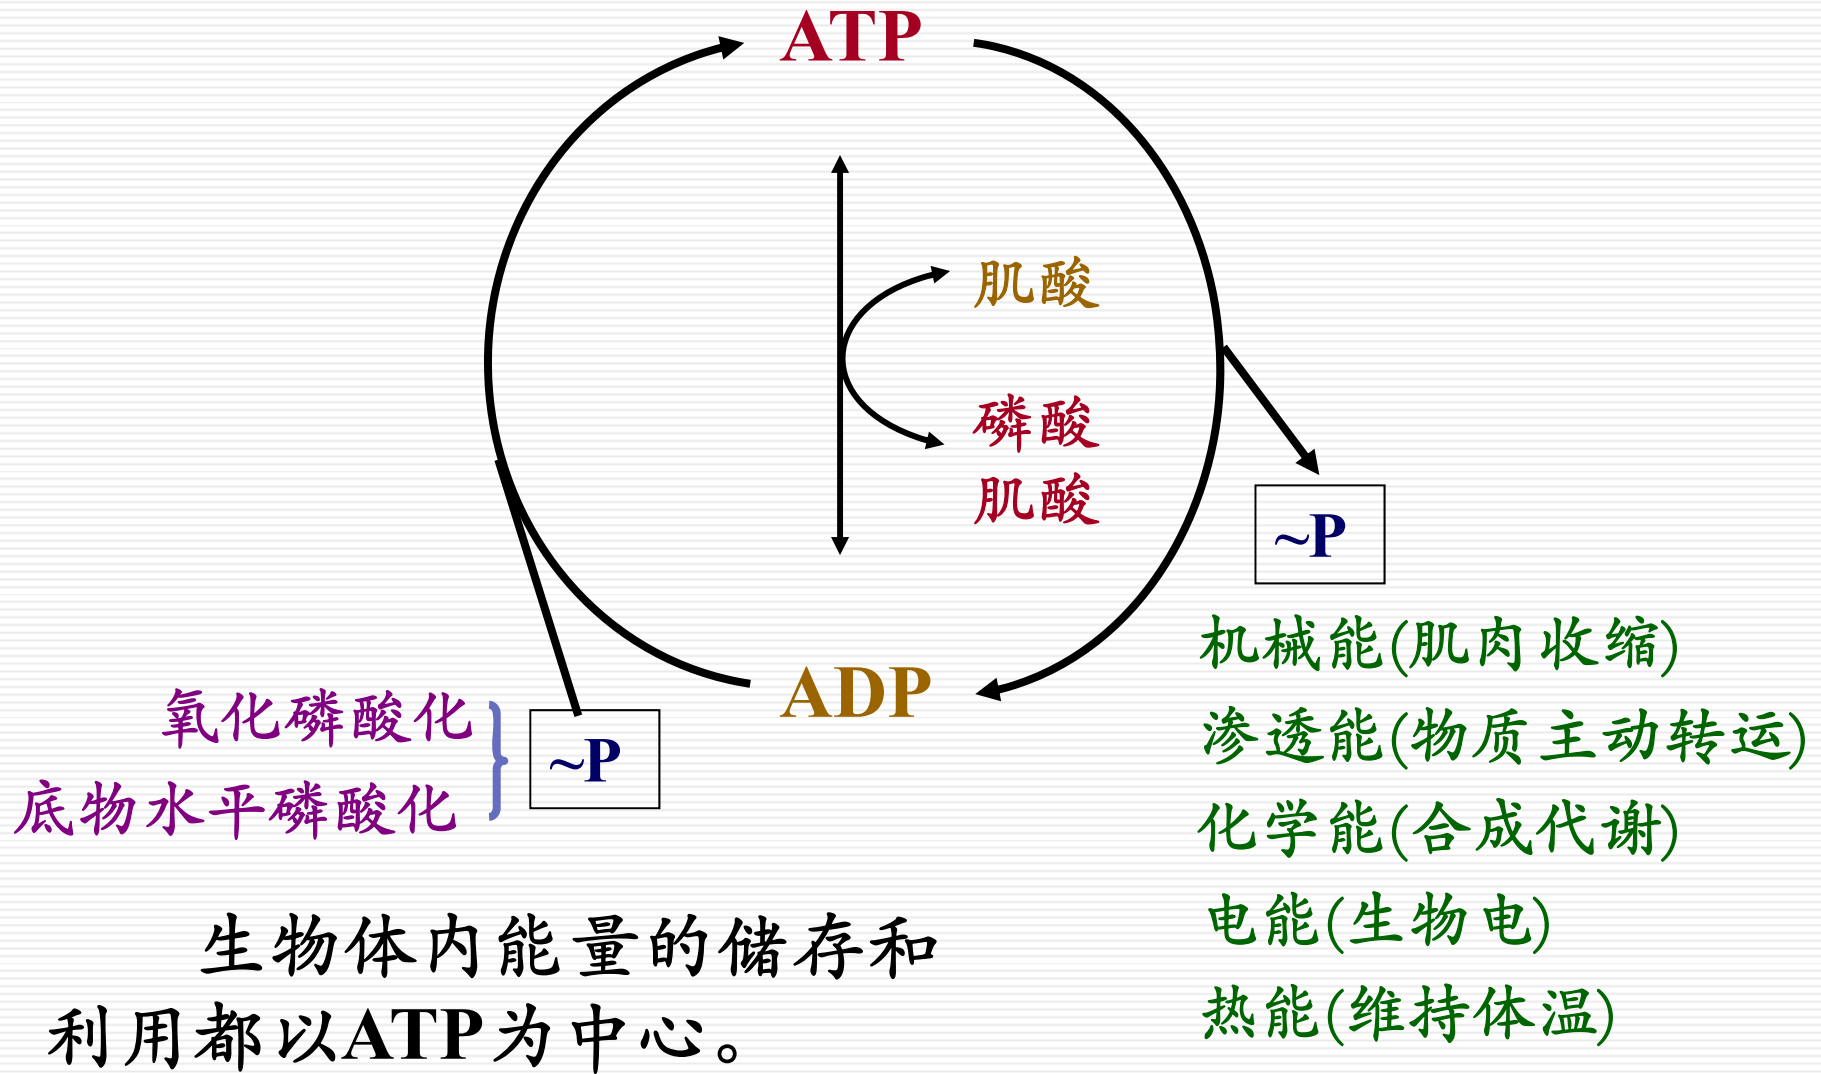 ATP
肌酸
磷酸
肌酸
~P
ADP
氧化磷酸化
底物水平磷酸化
~P
机械能(肌肉收缩)
渗透能(物质主动转运)
化学能(合成代谢)
电能(生物电)
热能(维持体温)
生物体内能量的储存和
利用都以ATP为中心。